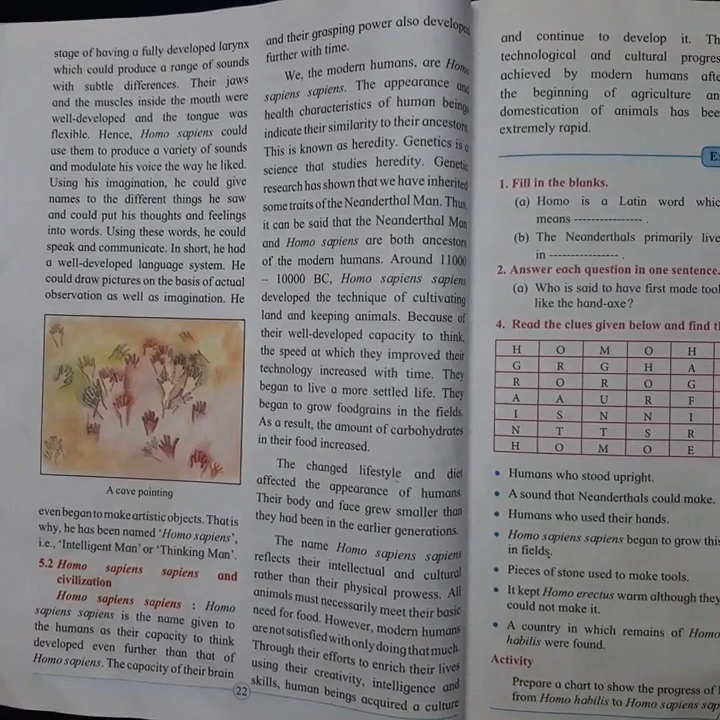 stage of having a fully developed larynx
which could produce a range of sounds
with subtle differences. Their jaws
and the muscles inside the mouth were
well-developed and the tongue was
flexible. Hence, Homo sapiens could
use them to produce a variety of sounds
and modulate his voice the way he liked.
Using his imagination, he could give
names to the different things he saw
and could put his thoughts and feelings
into words. Using these words, he could
speak and communicate. In short, he had
a well-developed language system. He
could draw pictures on the basis of actual
observation as well as imagination. He
A cave painting
even began to make artistic objects. That is
why, he has been named 'Homo sapiens',
i.e., 'Intelligent Man' or 'Thinking Man'.
5.2 Homo sapiens sapiens and
civilization
Homo sapiens sapiens : Homo
sapiens sapiens is the name given to
the humans as their capacity to think
developed even further than that of
Homo sapiens. The capacity of their brain
and their grasping power also developed
further with time.
We, the modern humans, are Homo
sapiens sapiens. The appearance and
health characteristics of human beings
indicate their similarity to their ancestors.
This is known as heredity. Genetics is a
science that studies heredity. Genetic
research has shown that we have inherited
some traits of the Neanderthal Man. Thus,
it can be said that the Neanderthal Man
and Homo sapiens are both ancestors
of the modern humans. Around 11000
– 10000 BC, Homo sapiens sapiens
developed the technique of cultivating
land and keeping animals. Because of
their well-developed capacity to think,
the speed at which they improved their
technology increased with time. They
began to live a more settled life. They
began to grow foodgrains in the fields.
As a result, the amount of carbohydrates
in their food increased.
The changed lifestyle and diet
affected the appearance of humans.
Their body and face grew smaller than
they had been in the earlier generations.
The name Homo sapiens sapiens
reflects their intellectual and cultural
rather than their physical prowess. All
animals must necessarily meet their basic
need for food. However, modern humans
are not satisfied with only doing that much.
Through their efforts to enrich their lives
using their creativity, intelligence and
skills, human beings acquired a culture
22
and continue to develop it. Th
technological and cultural progres
achieved by modern humans afte
the beginning of agriculture an
domestication of animals has bee
extremely rapid.
1. Fill in the blanks.
(a) Homo is a Latin word whic
means ---------------- .
(b) The Neanderthals primarily live
in ---------------- .
2. Answer each question in one sentence.
(a) Who is said to have first made tool
like the hand-axe?
4. Read the clues given below and find th
H O M O H
G R G H A
R O R O G
A A U R F
I S N N I
N T T S R
H O M O E
• Humans who stood upright.
• A sound that Neanderthals could make.
• Humans who used their hands.
• Homo sapiens sapiens began to grow this
in fields.
• Pieces of stone used to make tools.
• It kept Homo erectus warm although they
could not make it.
• A country in which remains of Homo
habilis were found.
Activity
Prepare a chart to show the progress of
from Homo habilis to Homo sapiens sap